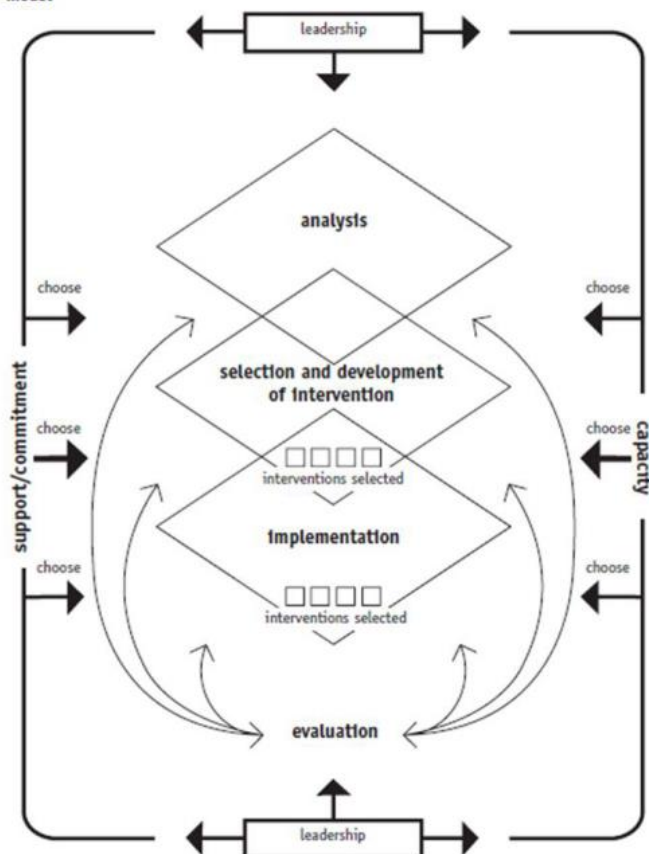 model
leadership
analysis
choose
choose
selection and development
of intervention
support/commitment
choose
choose
capacity
interventions selected
implementation
choose
choose
interventions selected
evaluation
leadership